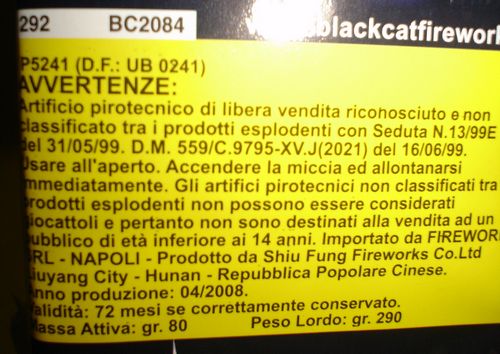 292 BC2084 blackcatfirework
P5241 (D.F.: UB 0241)
AVVERTENZE:
Artificio pirotecnico di libera vendita riconosciuto e non
classificato tra i prodotti esplodenti con Seduta N.13/99E
del 31/05/99. D.M. 559/C.9795-XV.J(2021) del 16/06/99.
Usare all'aperto. Accendere la miccia ed allontanarsi
immediatamente. Gli artifici pirotecnici non classificati tra
prodotti esplodenti non possono essere considerati
giocattoli e pertanto non sono destinati alla vendita ad un
pubblico di età inferiore ai 14 anni. Importato da FIREWOR
SRL - NAPOLI - Prodotto da Shiu Fung Fireworks Co.Ltd
Liuyang City - Hunan - Repubblica Popolare Cinese.
Anno produzione: 04/2008.
Validità: 72 mesi se correttamente conservato.
Massa Attiva: gr. 80 Peso Lordo: gr. 290